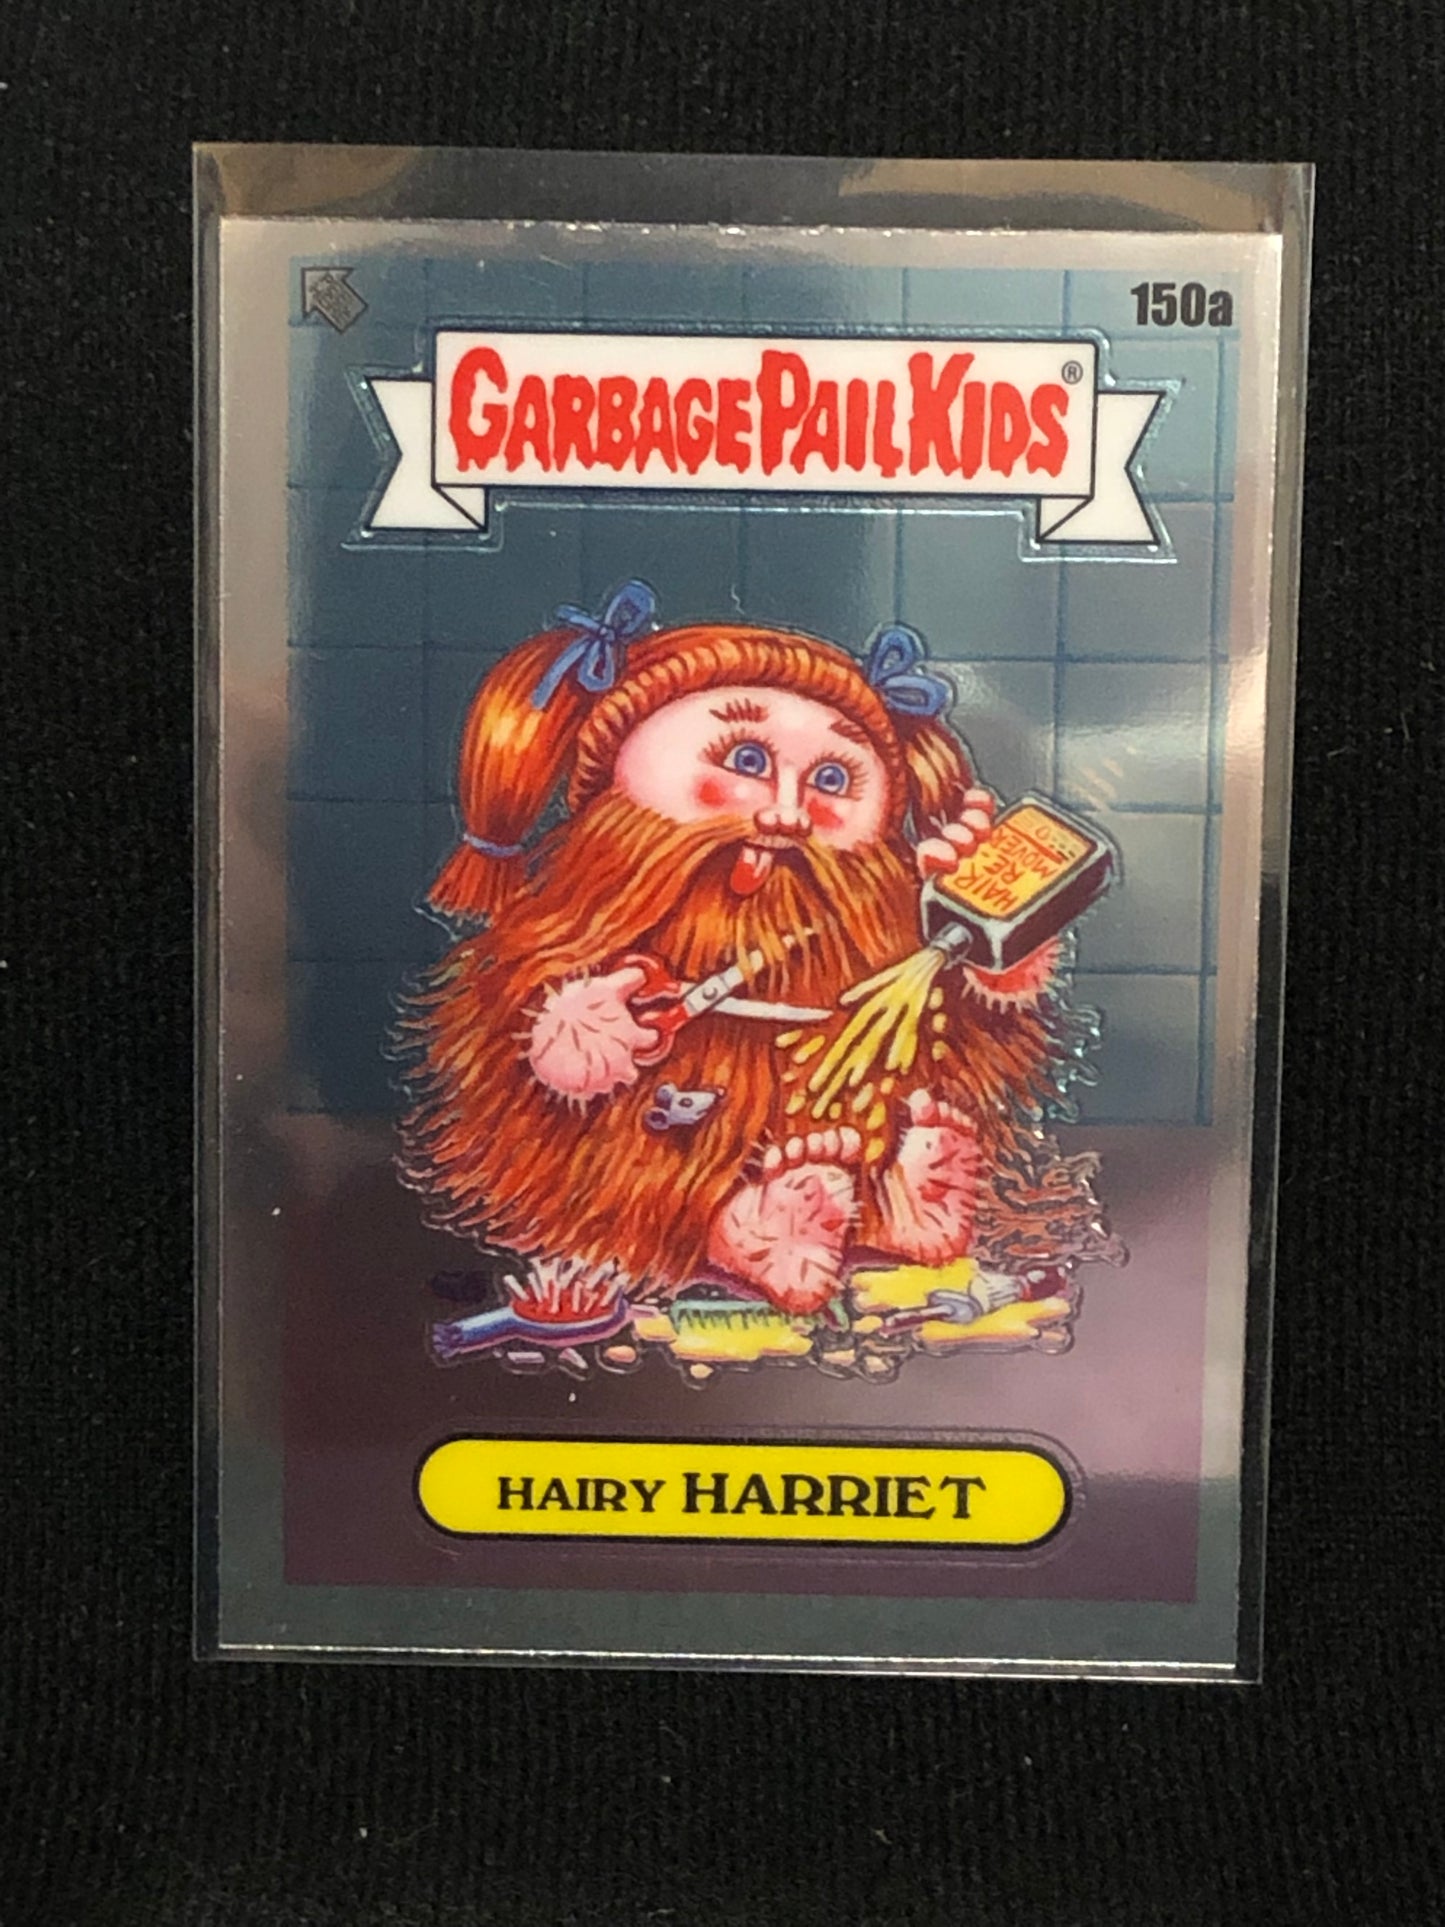 150a
GARBAGE PAIL KIDS®
HAIR
RE-
MOVER
HAIRY HARRIET